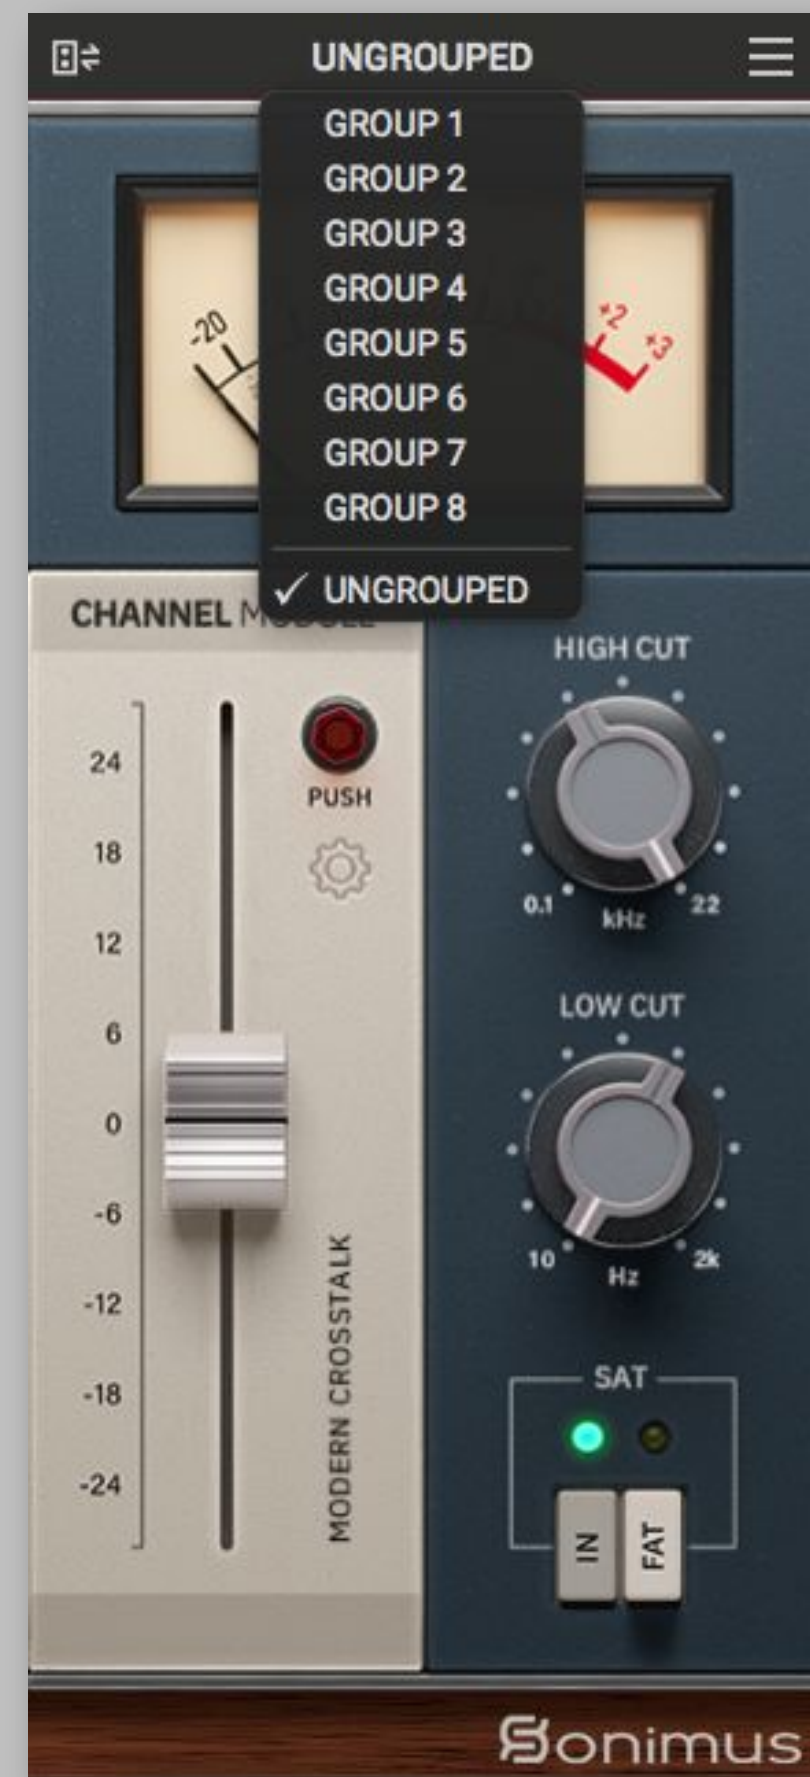 UNGROUPED
GROUP 1
GROUP 2
GROUP 3
GROUP 4
GROUP 5
GROUP 6
GROUP 7
GROUP 8
✓ UNGROUPED
-20
+2
+3
CHANNEL MODULE
24
18
12
6
0
-6
-12
-18
-24
PUSH
MODERN CROSSTALK
HIGH CUT
0.1
kHz
22
LOW CUT
10
Hz
2k
SAT
IN
FAT
Sonimus